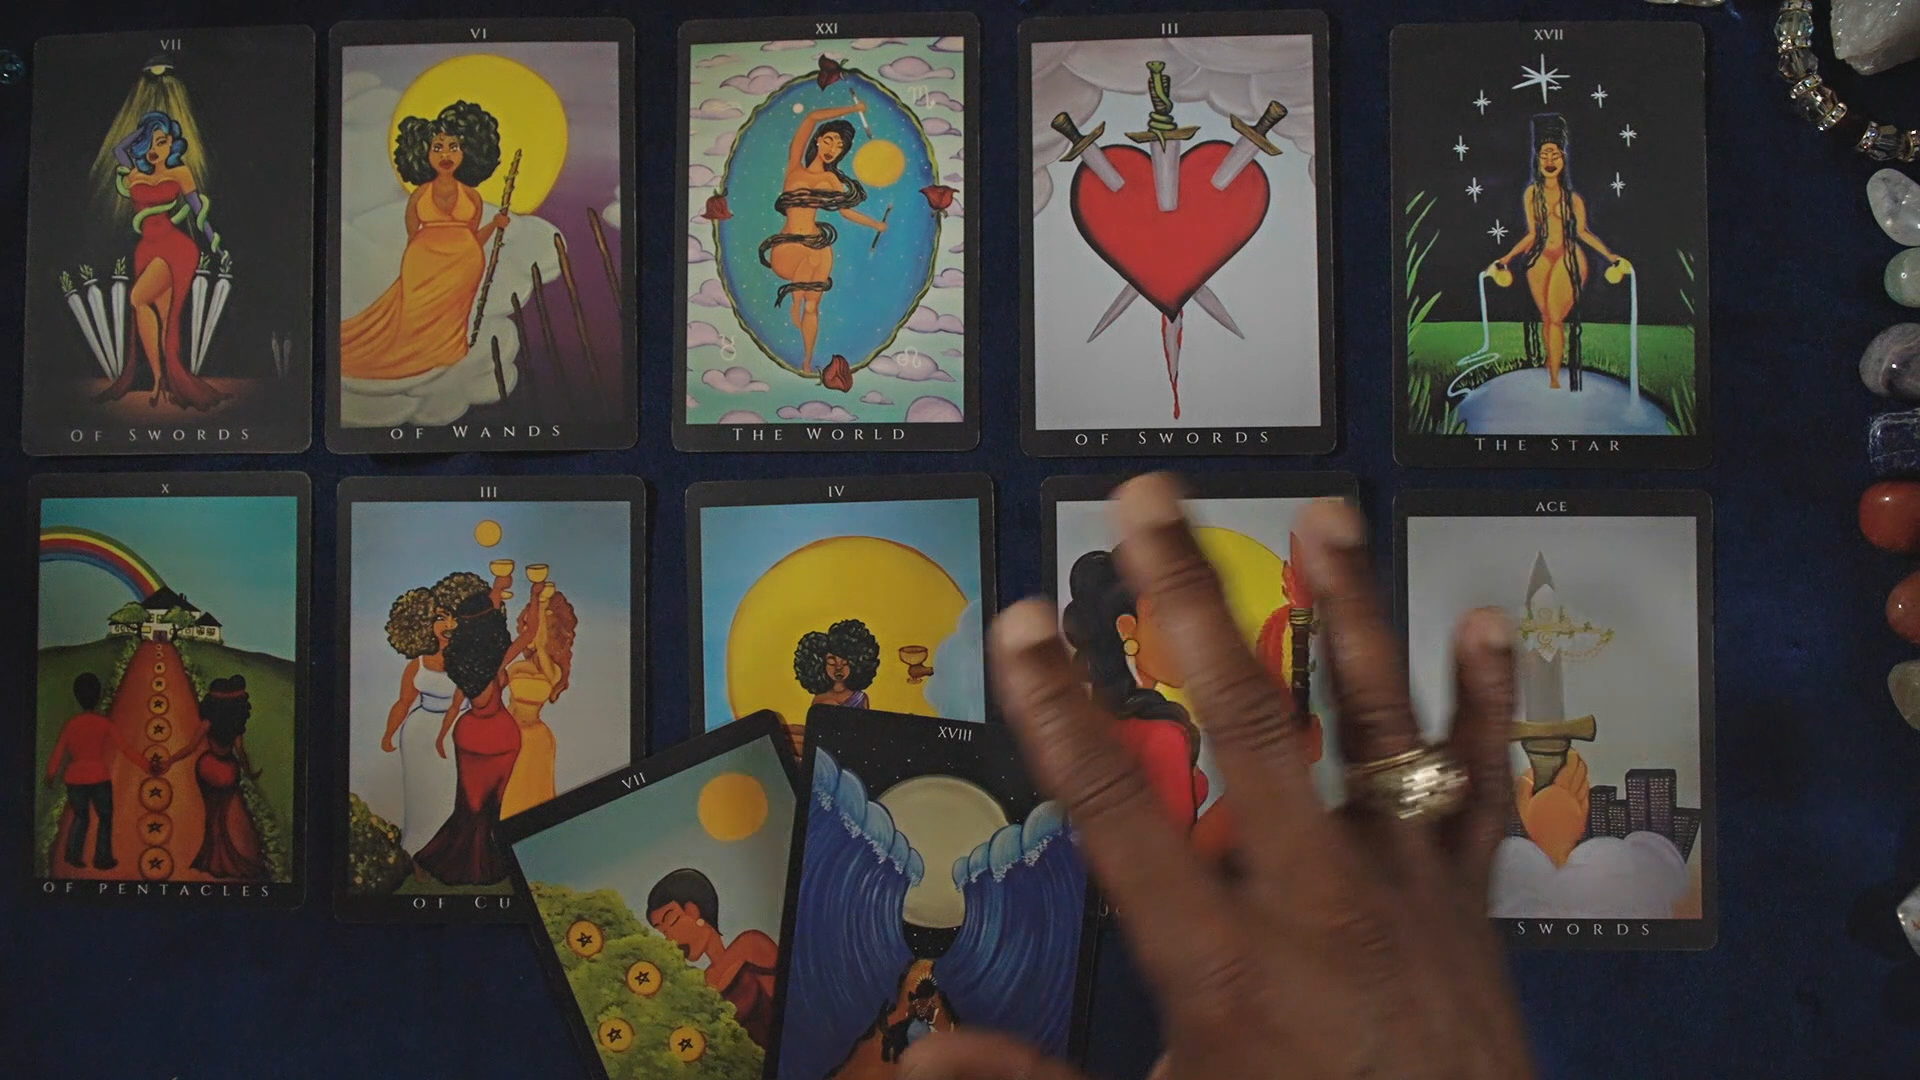 VII
OF SWORDS
VI
OF WANDS
XXI
THE WORLD
III
OF SWORDS
XVII
THE STAR
X
OF PENTACLES
III
OF CU
IV
ACE
SWORDS
VII
XVIII